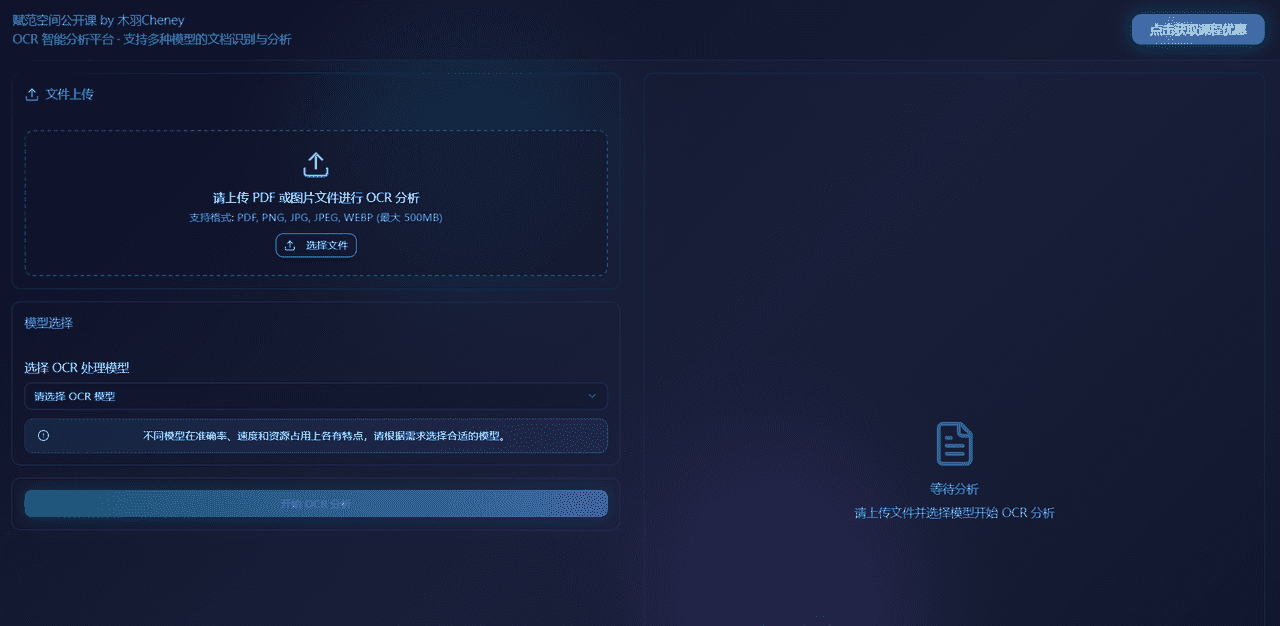 赋范空间公开课 by 木羽Cheney
OCR 智能分析平台 - 支持多种模型的文档识别与分析
点击获取课程优惠
文件上传
请上传 PDF 或图片文件进行 OCR 分析
支持格式: PDF, PNG, JPG, JPEG, WEBP (最大 500MB)
选择文件
模型选择
选择 OCR 处理模型
请选择 OCR 模型
不同模型在准确率、速度和资源占用上各有特点，请根据需求选择合适的模型。
开始 OCR 分析
等待分析
请上传文件并选择模型开始 OCR 分析